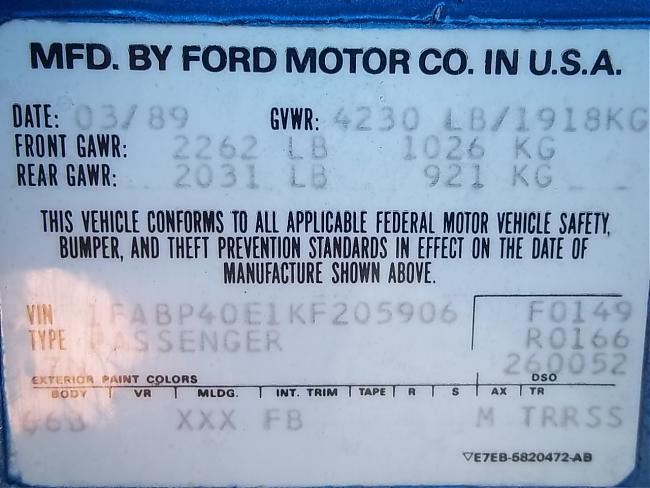 MFD. BY FORD MOTOR CO. IN U.S.A.
DATE: 03/89 GVWR: 4230 LB/1918KG
FRONT GAWR: 2262 LB 1026 KG
REAR GAWR: 2031 LB 921 KG
THIS VEHICLE CONFORMS TO ALL APPLICABLE FEDERAL MOTOR VEHICLE SAFETY,
BUMPER, AND THEFT PREVENTION STANDARDS IN EFFECT ON THE DATE OF
MANUFACTURE SHOWN ABOVE.
VIN 1FABP40E1KF205906 F0149
TYPE PASSENGER R0166
260052
EXTERIOR PAINT COLORS DSO
BODY VR MLDG. INT. TRIM TAPE R S AX TR
XXX FB M TRRSS
▽E7EB-5820472-AB